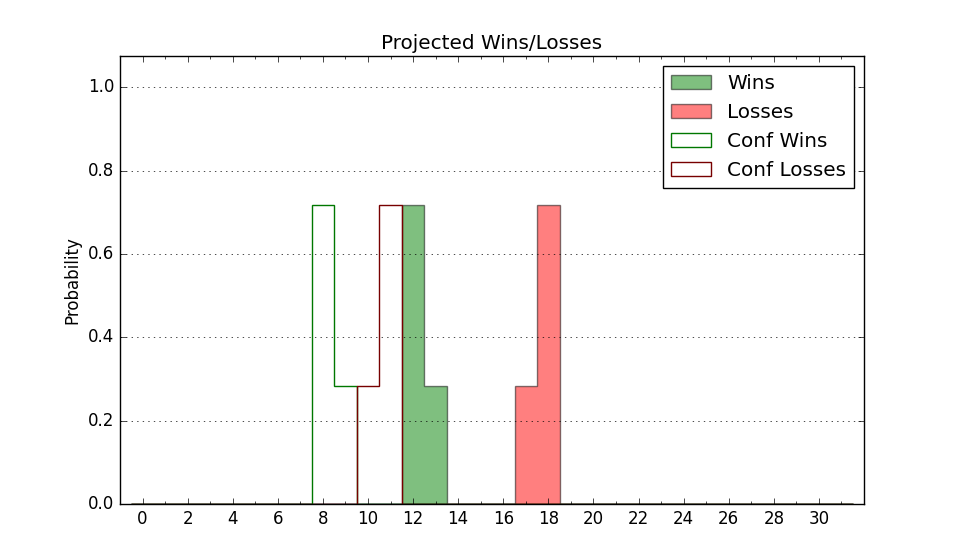 Projected Wins/Losses
Wins
Losses
Conf Wins
Conf Losses
Probability
1.0
0.8
0.6
0.4
0.2
0.0
0 2 4 6 8 10 12 14 16 18 20 22 24 26 28 30